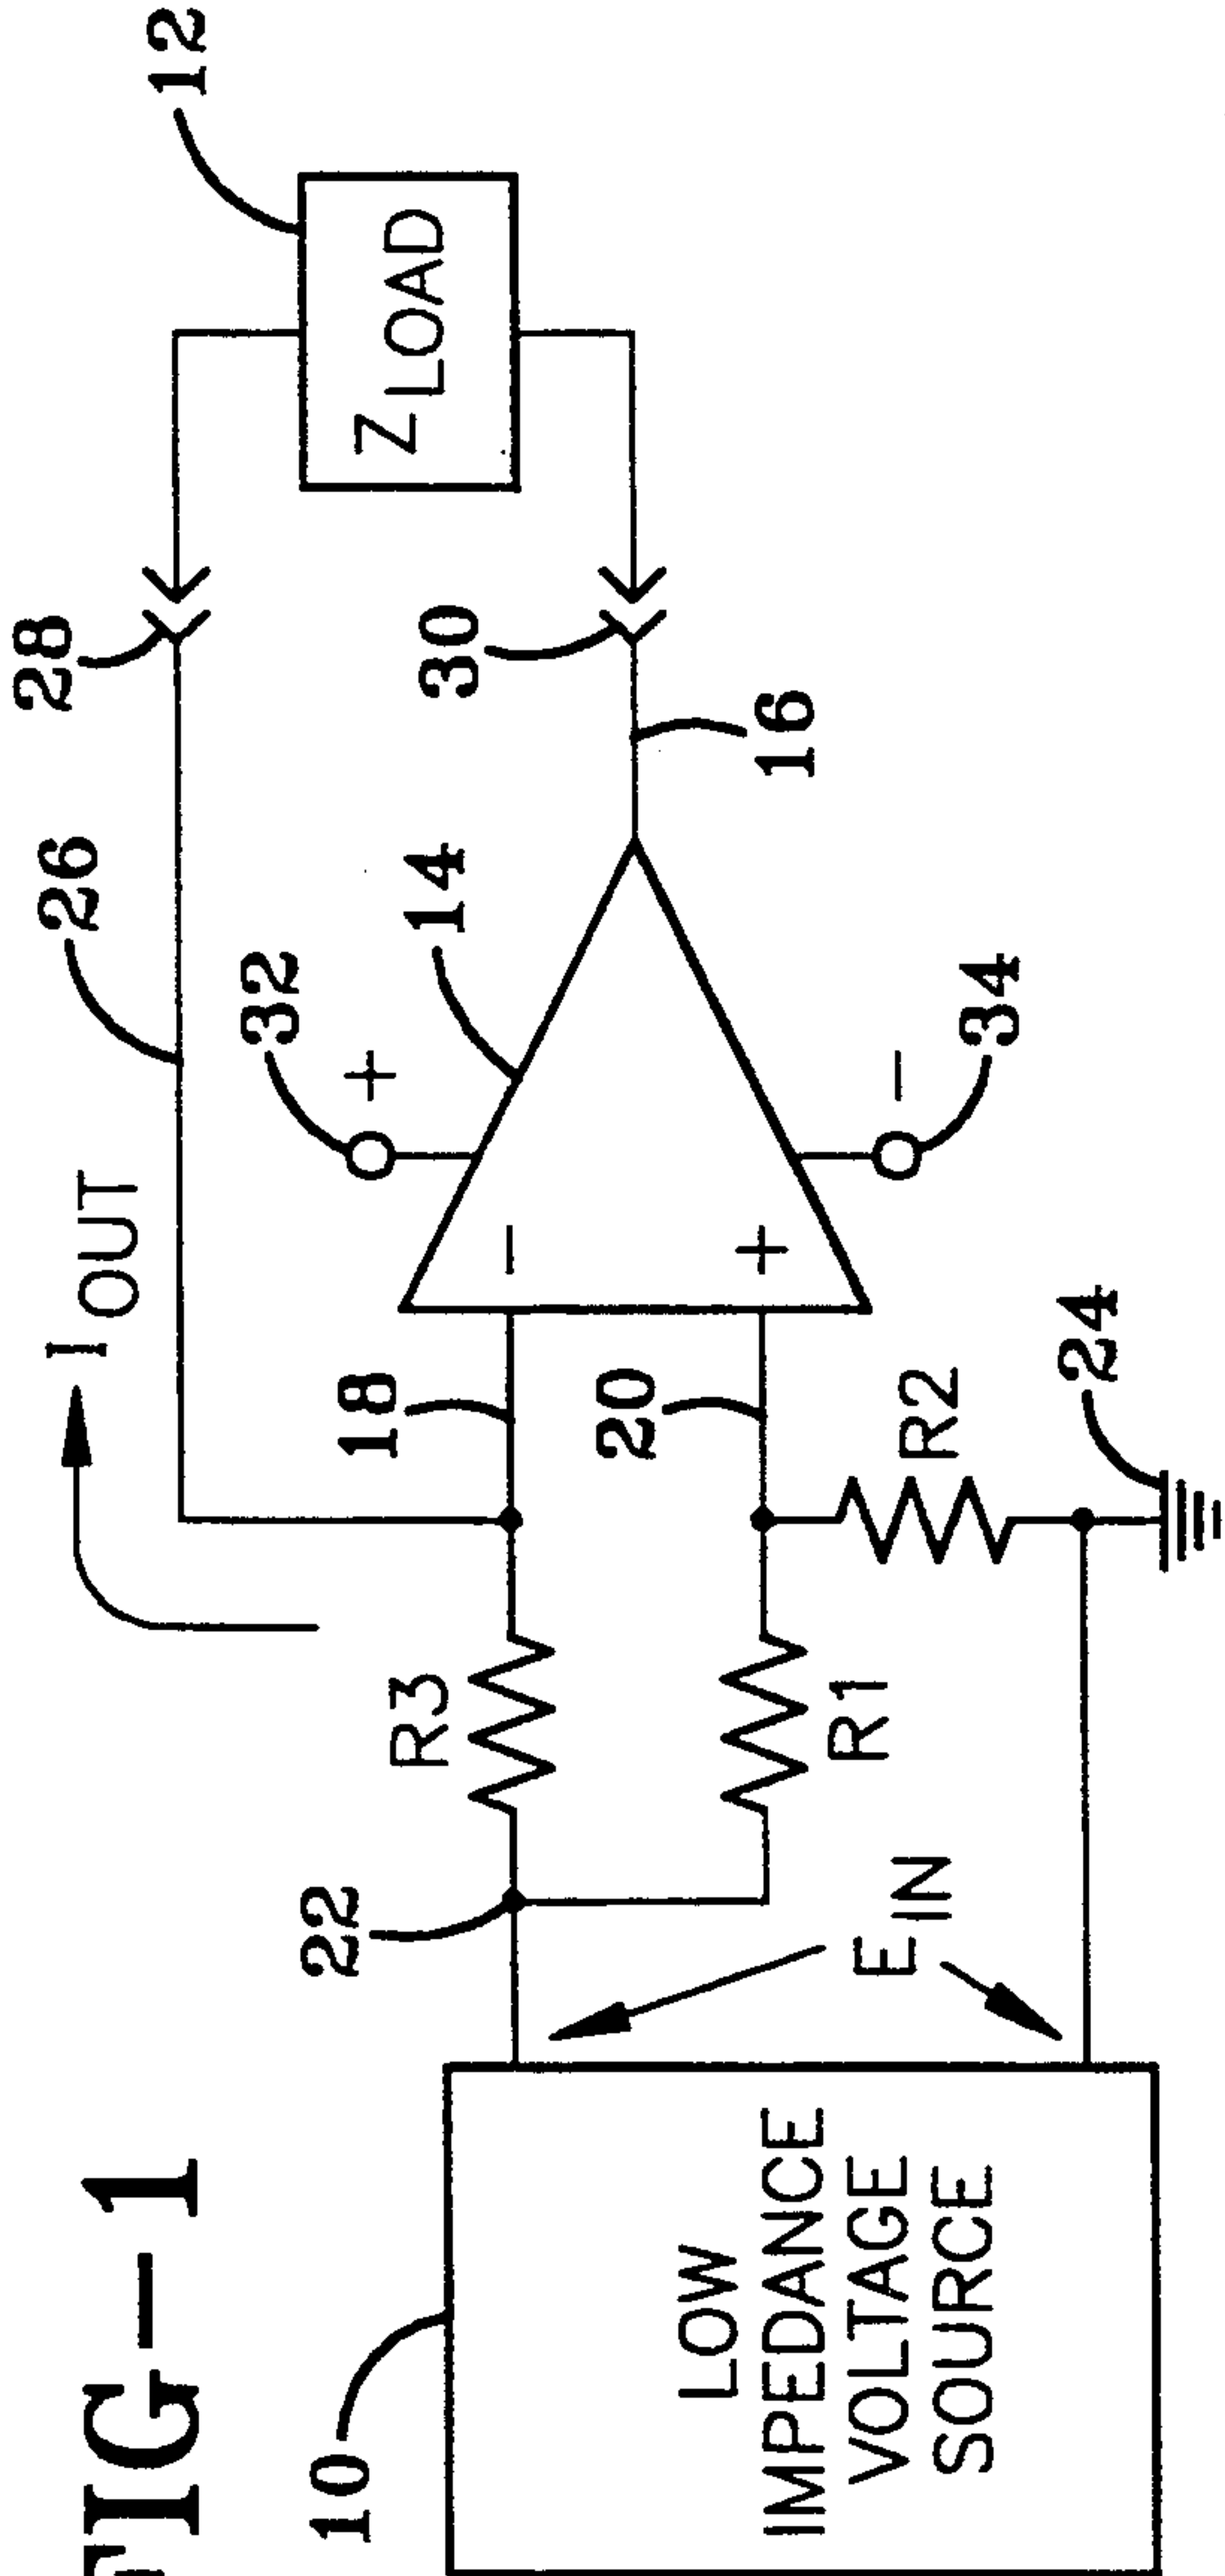 FIG-1
28
12
26
I OUT
32
+
Z LOAD
14
30
18
-
16
20
+
-
34
R3
22
R1
R2
24
10
E IN
LOW
IMPEDANCE
VOLTAGE
SOURCE